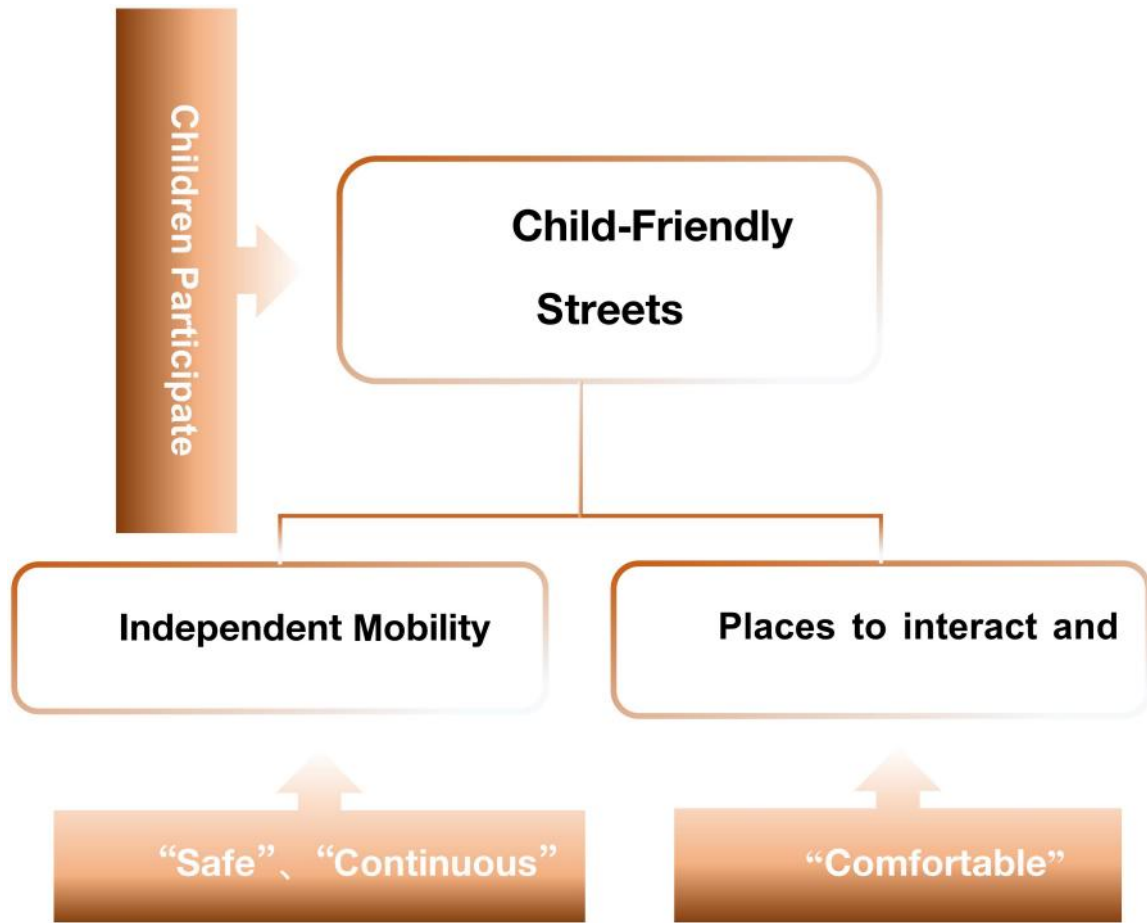 Children Participate
Child-Friendly
Streets
Independent Mobility
Places to interact and
“Safe”、“Continuous”
“Comfortable”